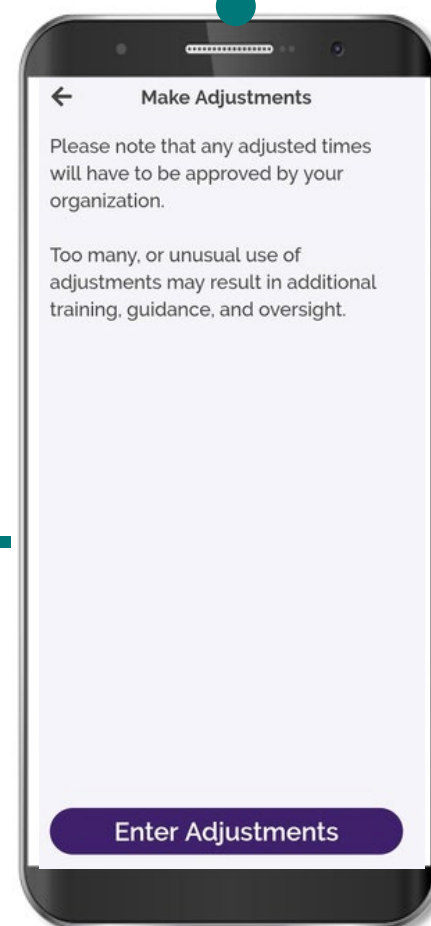 Make Adjustments
Please note that any adjusted times
will have to be approved by your
organization.
Too many, or unusual use of
adjustments may result in additional
training, guidance, and oversight.
Enter Adjustments